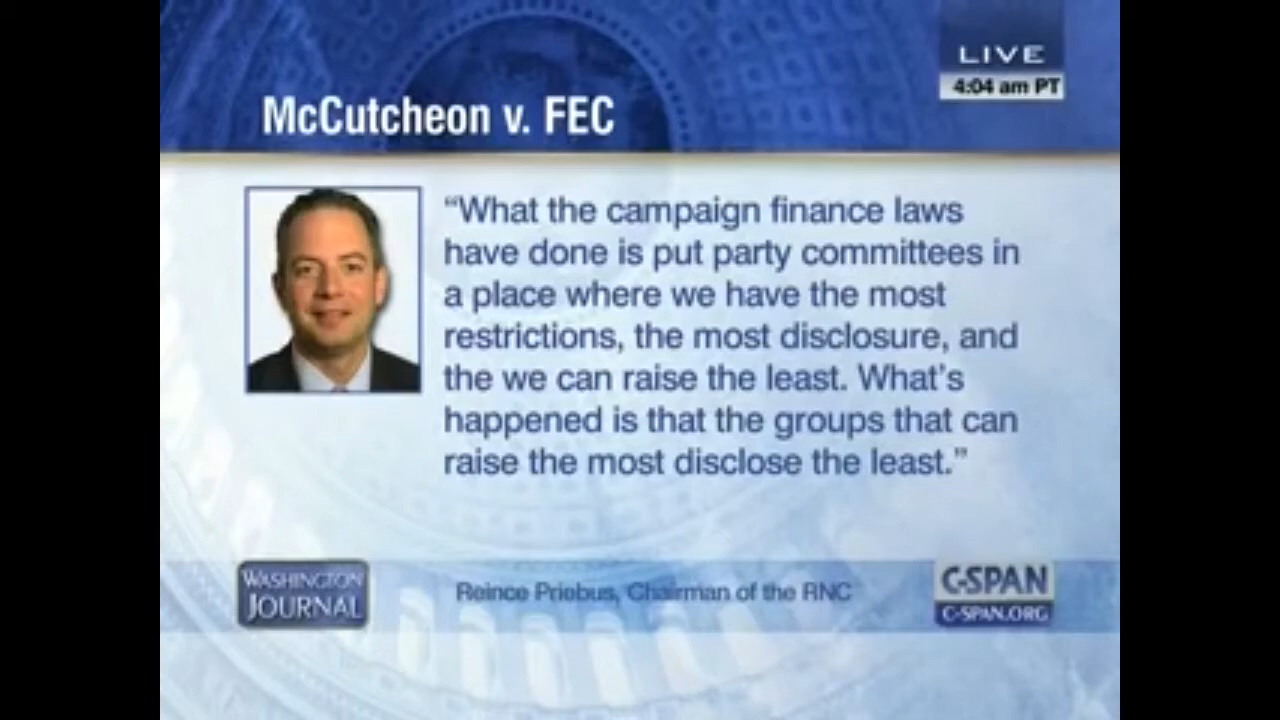 LIVE
4:04 am PT
McCutcheon v. FEC
“What the campaign finance laws
have done is put party committees in
a place where we have the most
restrictions, the most disclosure, and
the we can raise the least. What’s
happened is that the groups that can
raise the most disclose the least.”
WASHINGTON
JOURNAL
Reince Priebus, Chairman of the RNC
C-SPAN
C-SPAN.ORG